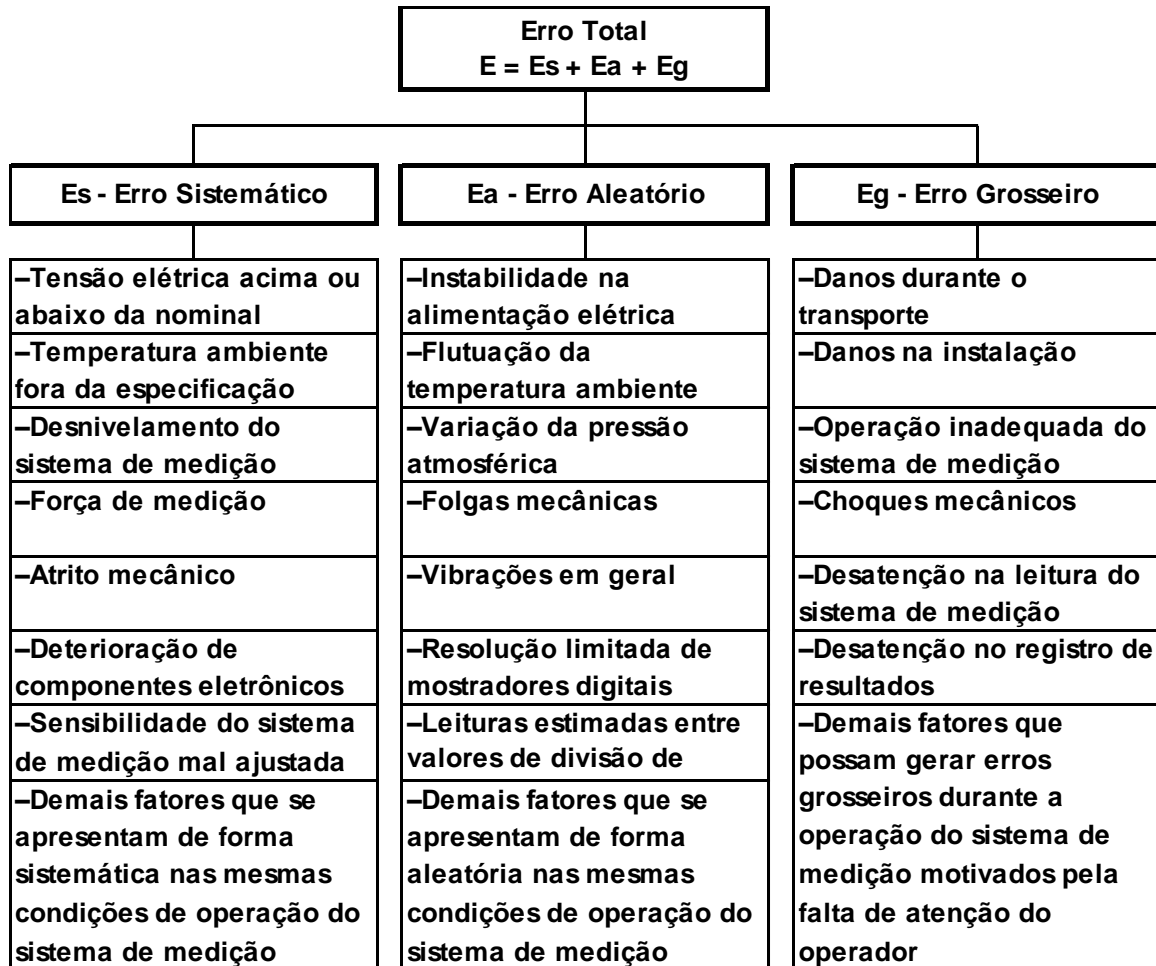 Erro Total
E = Es + Ea + Eg
Es - Erro Sistemático
Ea - Erro Aleatório
Eg - Erro Grosseiro
–Tensão elétrica acima ou
abaixo da nominal
–Temperatura ambiente
fora da especificação
–Desnivelamento do
sistema de medição
–Força de medição
–Atrito mecânico
–Deterioração de
componentes eletrônicos
–Sensibilidade do sistema
de medição mal ajustada
–Demais fatores que se
apresentam de forma
sistemática nas mesmas
condições de operação do
sistema de medição
–Instabilidade na
alimentação elétrica
–Flutuação da
temperatura ambiente
–Variação da pressão
atmosférica
–Folgas mecânicas
–Vibrações em geral
–Resolução limitada de
mostradores digitais
–Leituras estimadas entre
valores de divisão de
–Demais fatores que se
apresentam de forma
aleatória nas mesmas
condições de operação do
sistema de medição
–Danos durante o
transporte
–Danos na instalação
–Operação inadequada do
sistema de medição
–Choques mecânicos
–Desatenção na leitura do
sistema de medição
–Desatenção no registro de
resultados
–Demais fatores que
possam gerar erros
grosseiros durante a
operação do sistema de
medição motivados pela
falta de atenção do
operador